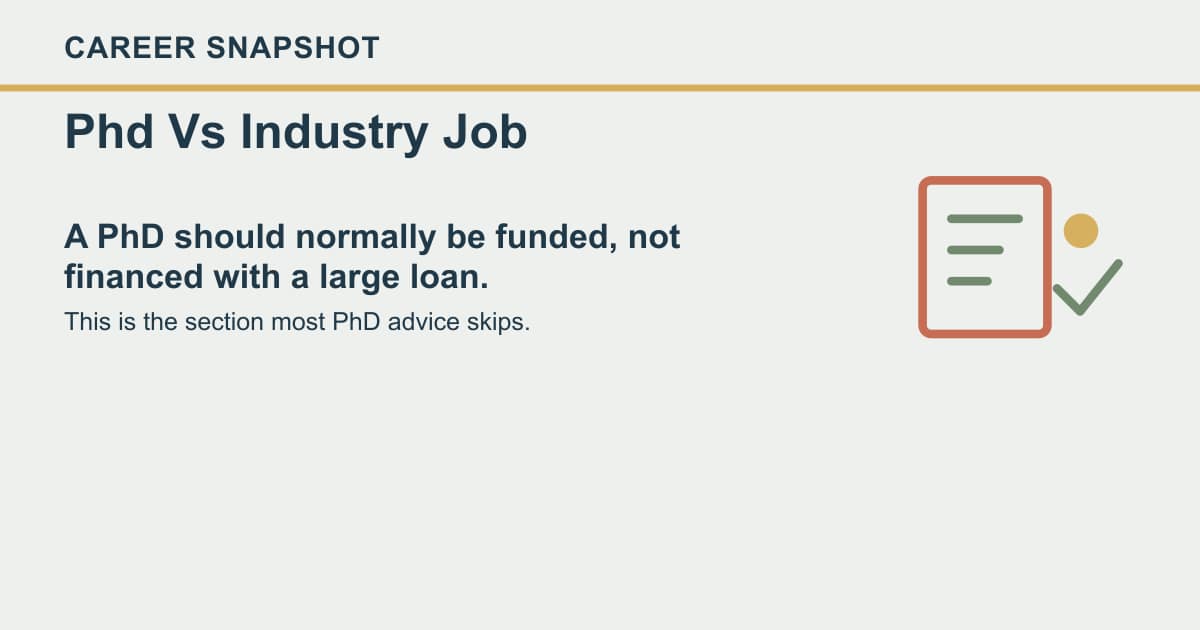 CAREER SNAPSHOT
Phd Vs Industry Job
A PhD should normally be funded, not
financed with a large loan.
This is the section most PhD advice skips.